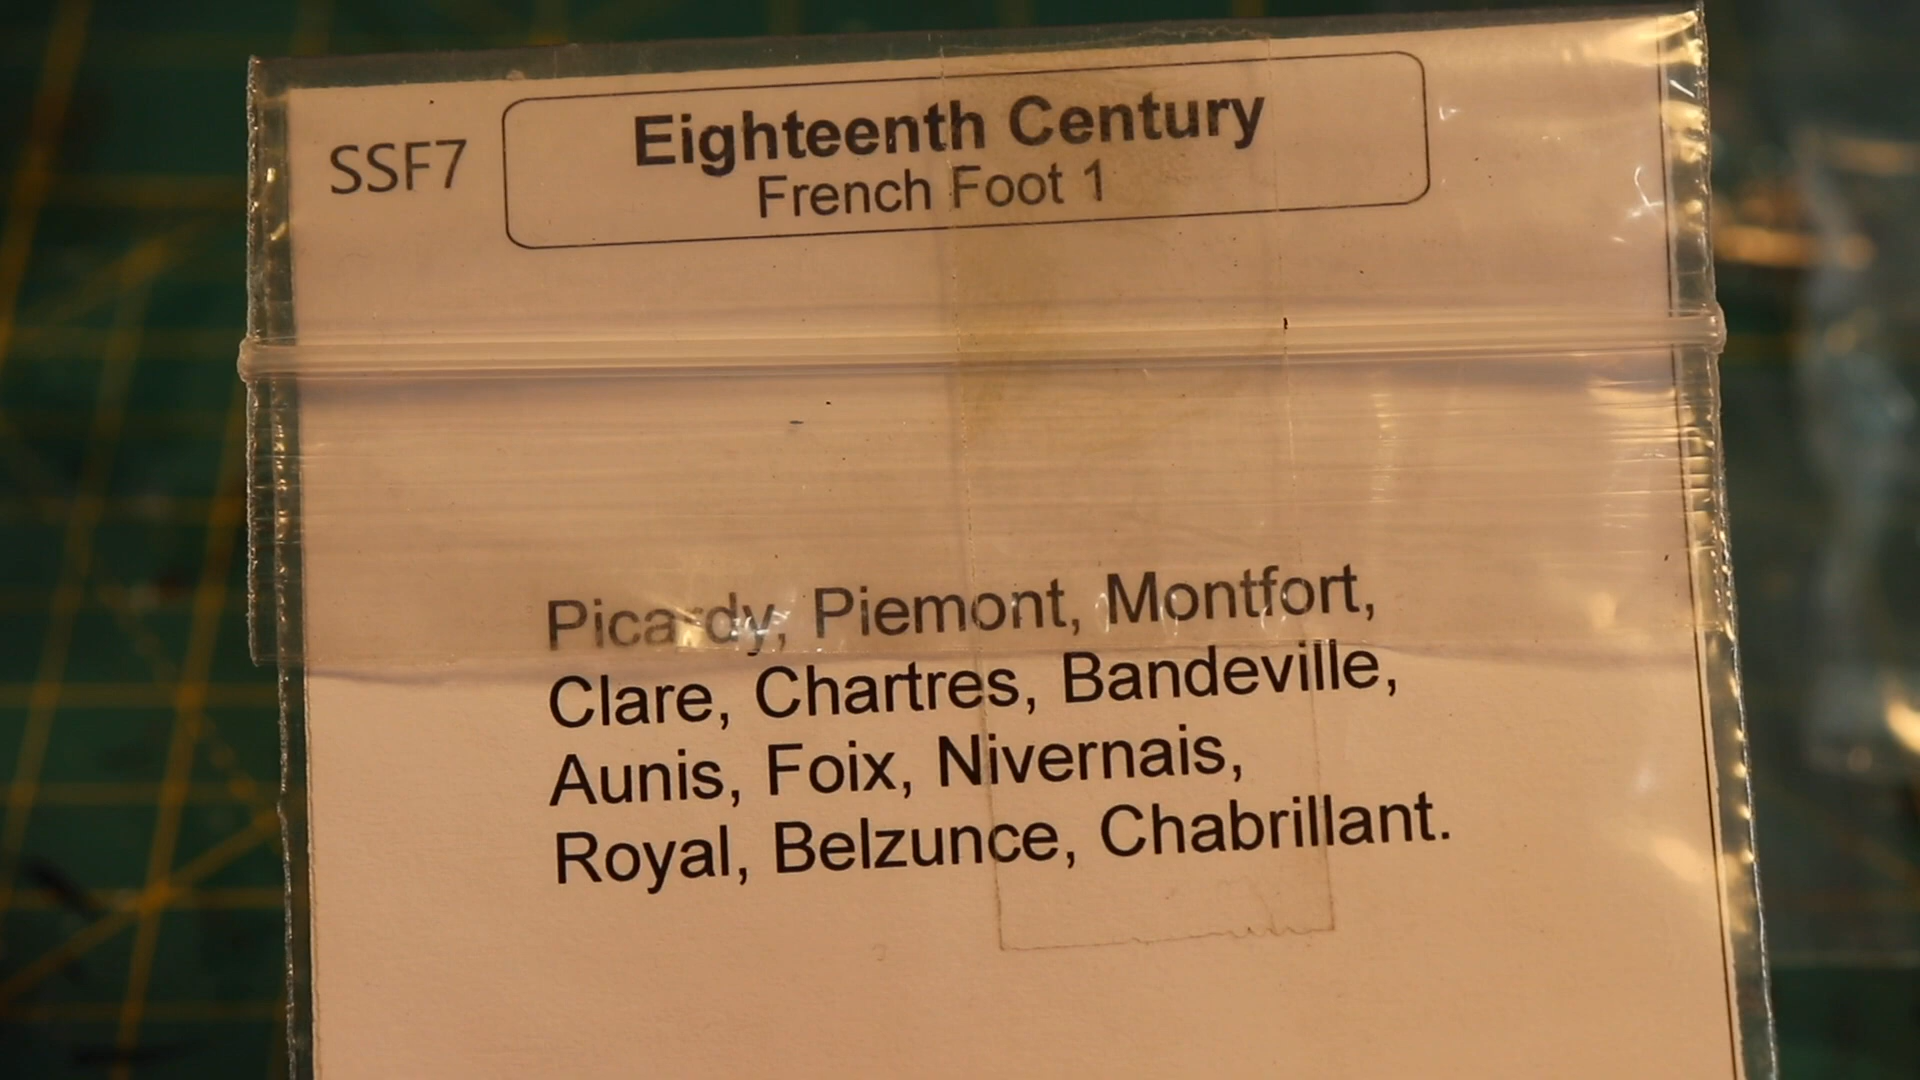 SSF7
Eighteenth Century
French Foot 1
Picardy, Piemont, Montfort,
Clare, Chartres, Bandeville,
Aunis, Foix, Nivernais,
Royal, Belzunce, Chabrillant.